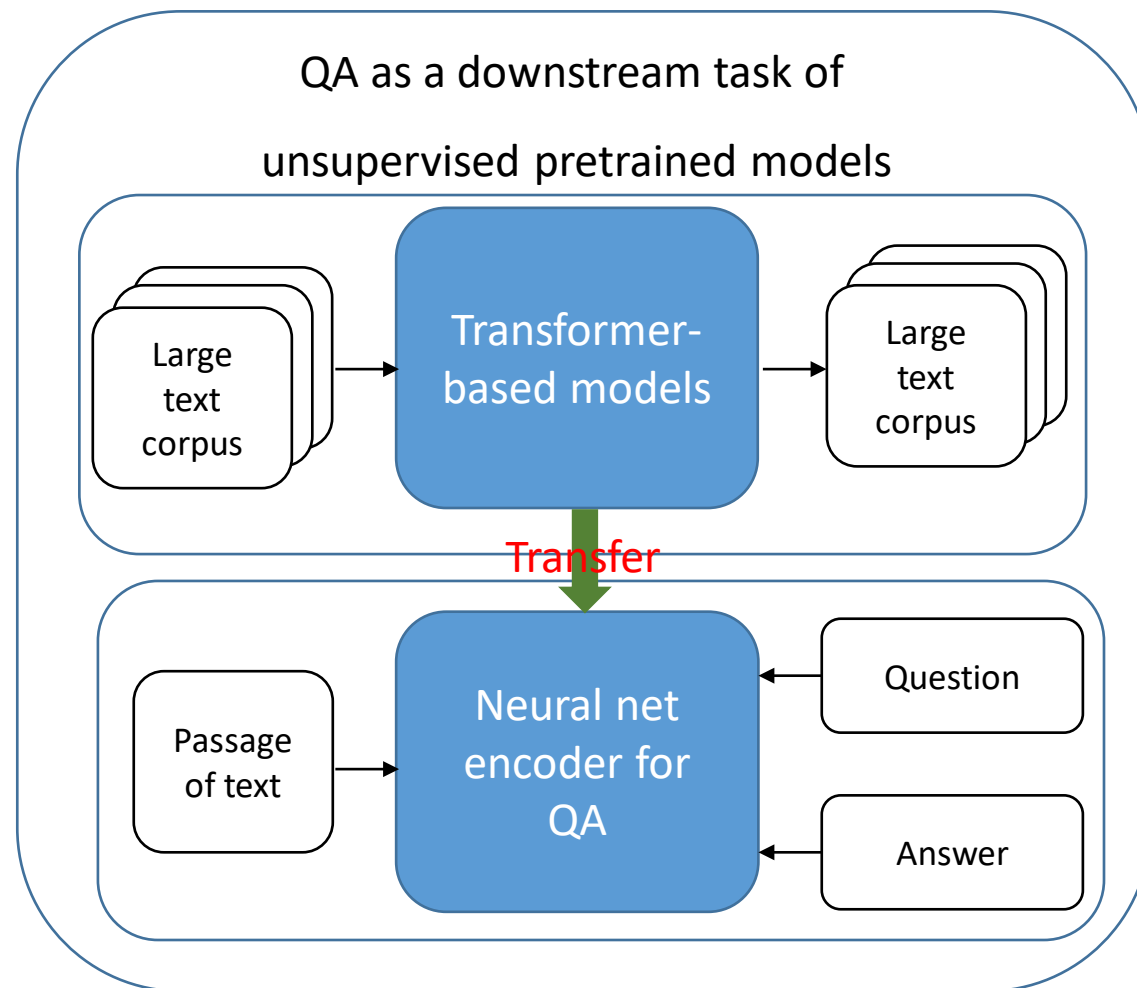 QA as a downstream task of
unsupervised pretrained models
Large
text
corpus
Transformer-
based models
Large
text
corpus
Transfer
Passage
of text
Neural net
encoder for
QA
Question
Answer